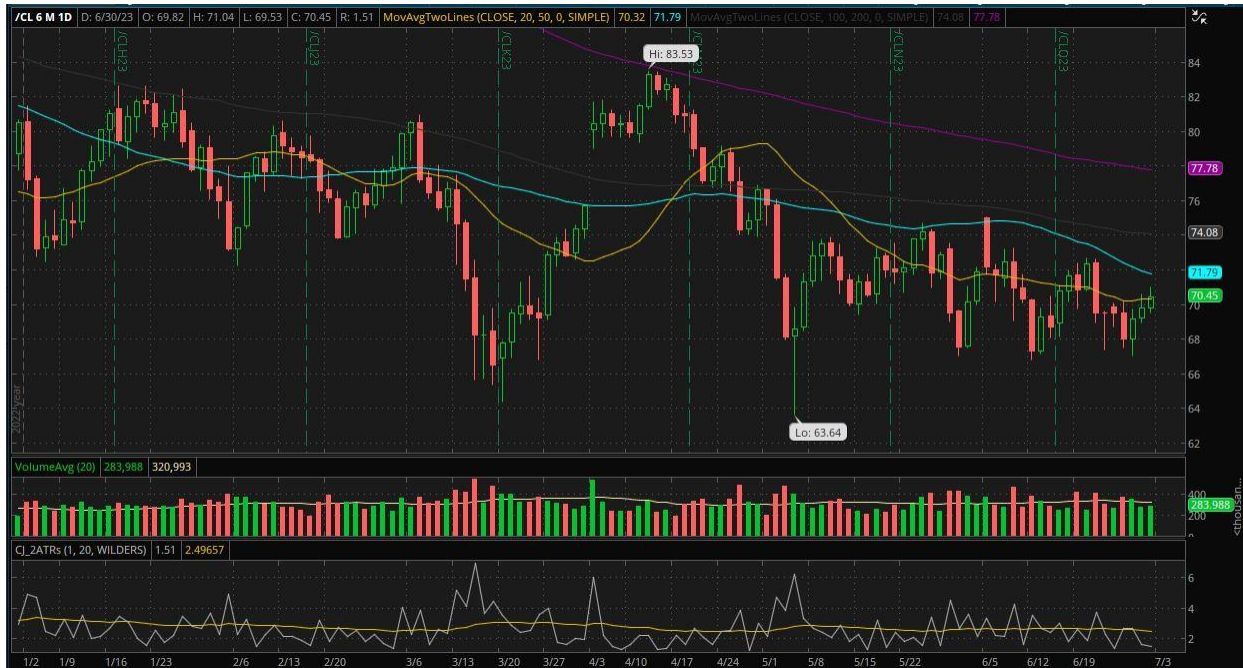 /CL 6 M 1D D: 6/30/23 O: 69.82 H: 71.04 L: 69.53 C: 70.45 R: 1.51 MovAvgTwoLines (CLOSE, 20, 50, 0, SIMPLE) 70.32 71.79 MovAvgTwoLines (CLOSE, 100, 200, 0, SIMPLE) 74.08 77.78
/CLH23
/CLJ23
/CLK23
/CLN23
/CLQ23
Hi: 83.53
84
82
80
77.78
76
74.08
71.79
70.45
70
68
66
64
62
Lo: 63.64
2022 year
VolumeAvg (20) 283,988 320,993
400
283,988
200
0
<thousan...
CJ_2ATRs (1, 20, WILDERS) 1.51 2.49657
6
4
2
1/2 1/9 1/16 1/23 2/6 2/13 2/20 3/6 3/13 3/20 3/27 4/3 4/10 4/17 4/24 5/1 5/8 5/15 5/22 6/5 6/12 6/19 7/3